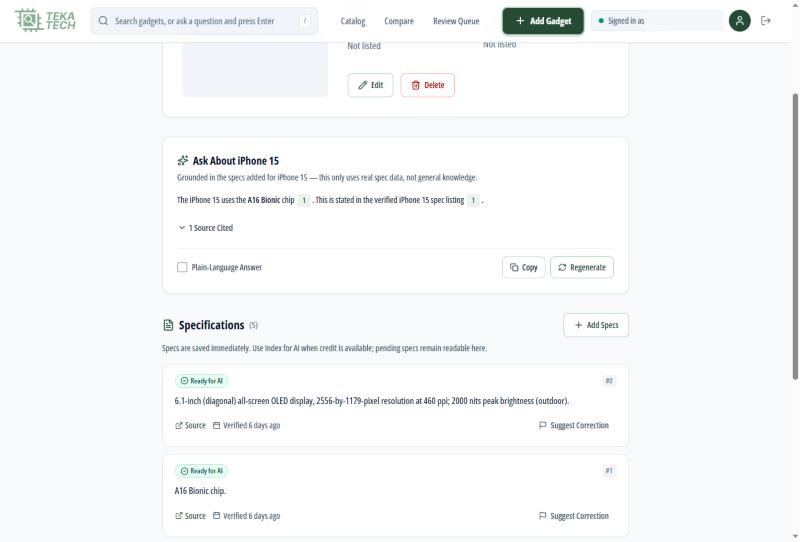 TEKA TECH
Search gadgets, or ask a question and press Enter
/
Catalog
Compare
Review Queue
+ Add Gadget
Signed in as
Not listed
Not listed
Edit
Delete
Ask About iPhone 15
Grounded in the specs added for iPhone 15 — this only uses real spec data, not general knowledge.
The iPhone 15 uses the A16 Bionic chip 1 . This is stated in the verified iPhone 15 spec listing 1 .
1 Source Cited
Plain-Language Answer
Copy
Regenerate
Specifications (5)
+ Add Specs
Specs are saved immediately. Use Index for AI when credit is available; pending specs remain readable here.
Ready for AI
#0
6.1-inch (diagonal) all-screen OLED display, 2556-by-1179-pixel resolution at 460 ppi; 2000 nits peak brightness (outdoor).
Source
Verified 6 days ago
Suggest Correction
Ready for AI
#1
A16 Bionic chip.
Source
Verified 6 days ago
Suggest Correction